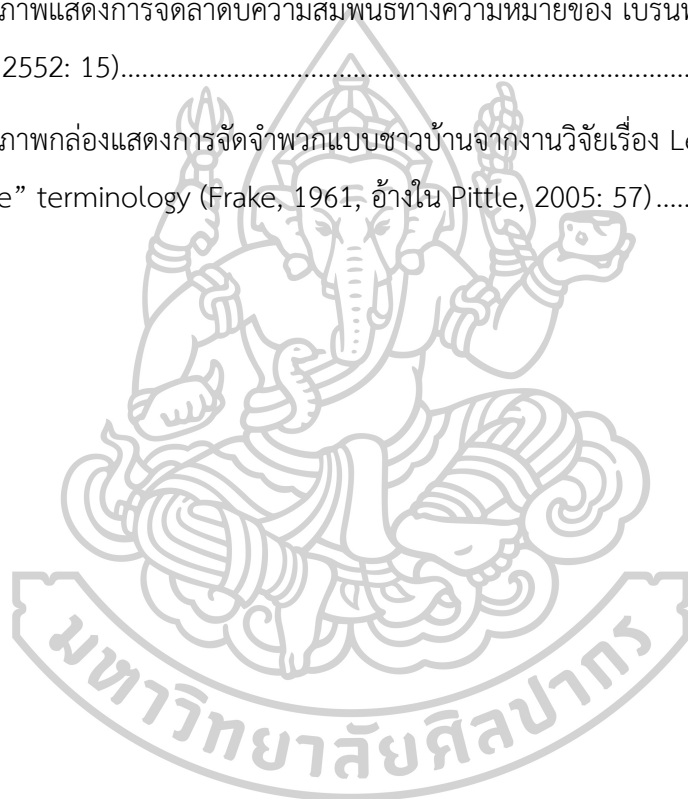 ภาพแสดงการจัดลำดับความสัมพันธ์ทางความหมายของ
2552: 15)....................................................................................................
ภาพกล่องแสดงการจัดจำพวกแบบชาวบ้านจากงานวิจัยเรื่อง
e” terminology (Frake, 1961, อ้างใน Pittle, 2005: 57).....
มหาวิทยาลัยศิลปากร